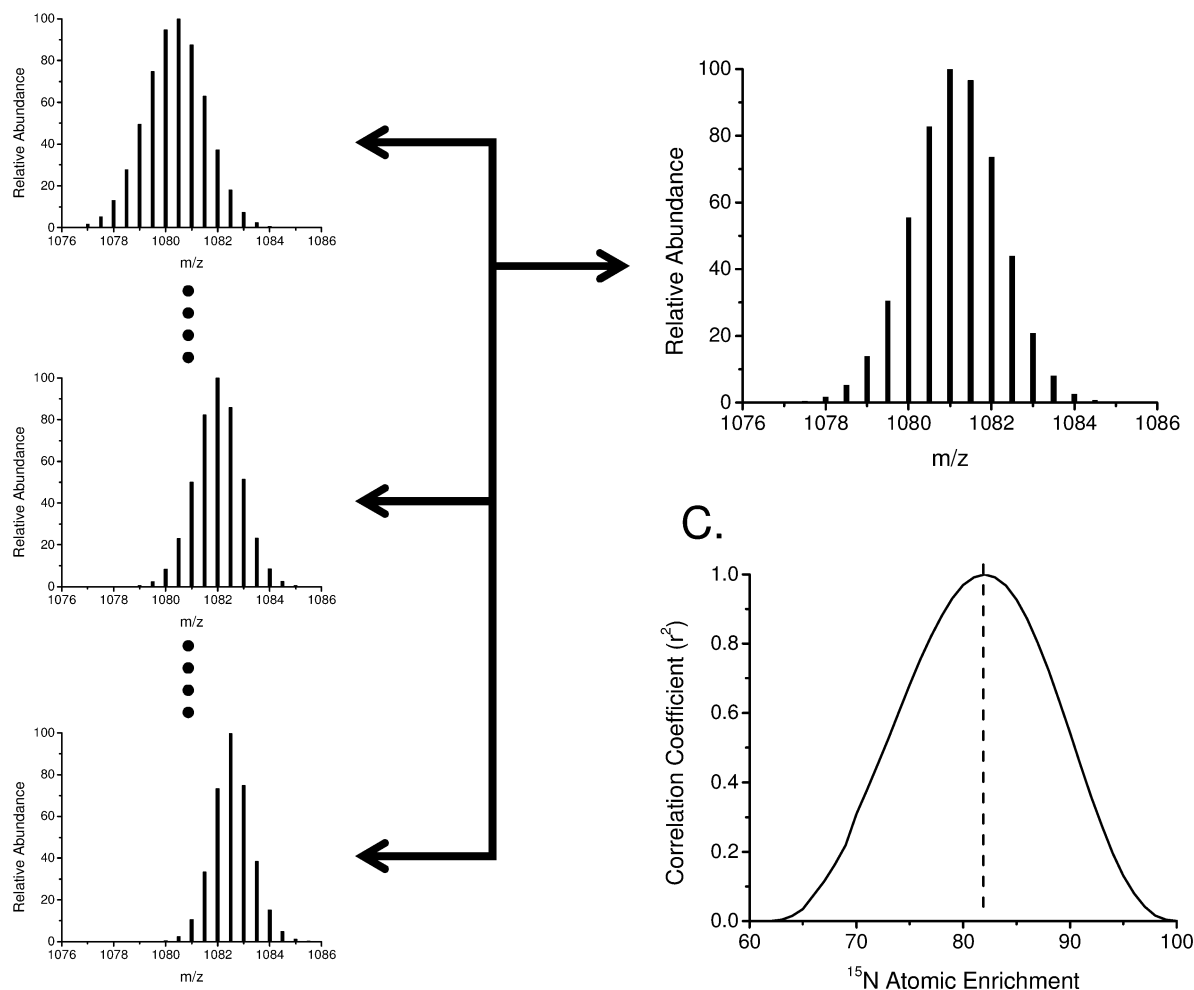 100
80
60
40
20
0
Relative Abundance
1076 1078 1080 1082 1084 1086
m/z
100
80
60
40
20
0
Relative Abundance
1076 1078 1080 1082 1084 1086
m/z
100
80
60
40
20
0
Relative Abundance
1076 1078 1080 1082 1084 1086
m/z
100
80
60
40
20
0
Relative Abundance
1076 1078 1080 1082 1084 1086
m/z
C.
1.0
0.8
0.6
0.4
0.2
0.0
Correlation Coefficient (r²)
60 70 80 90 100
¹⁵N Atomic Enrichment